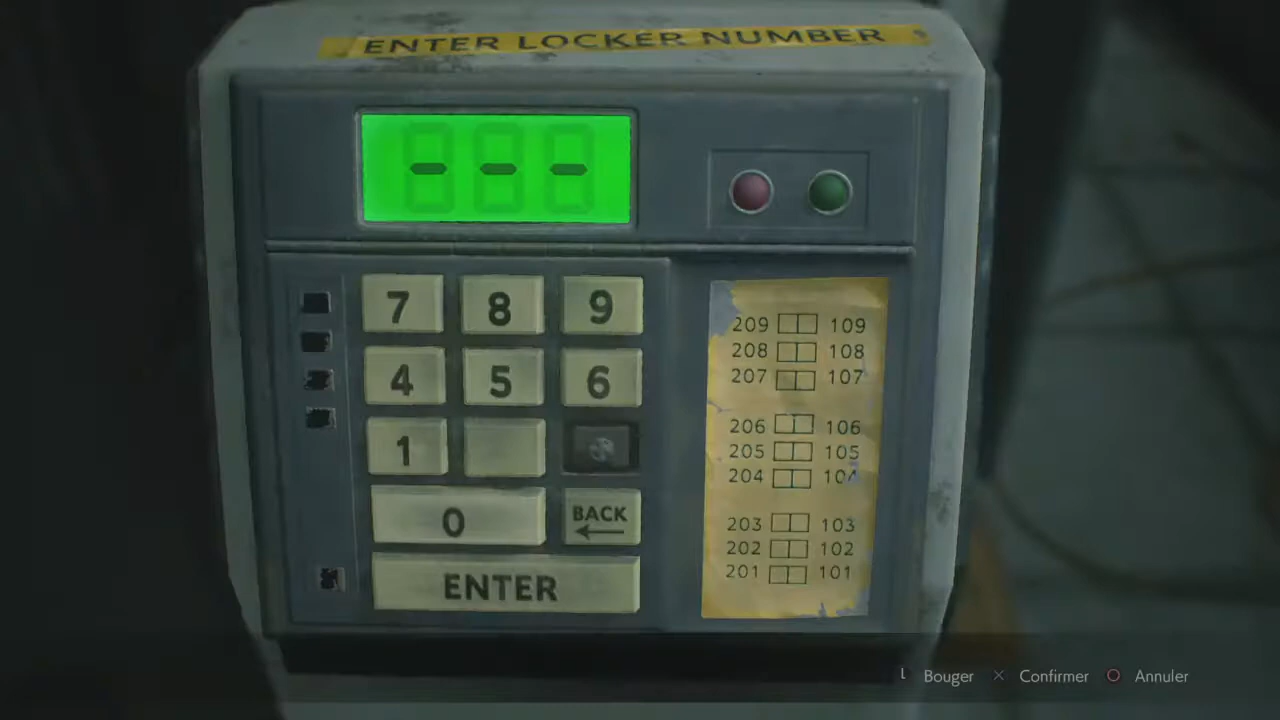 ENTER LOCKER NUMBER
7 8 9
4 5 6
1
0 BACK
ENTER
209 109
208 108
207 107
206 106
205 105
204 104
203 103
202 102
201 101
L Bouger X Confirmer O Annuler